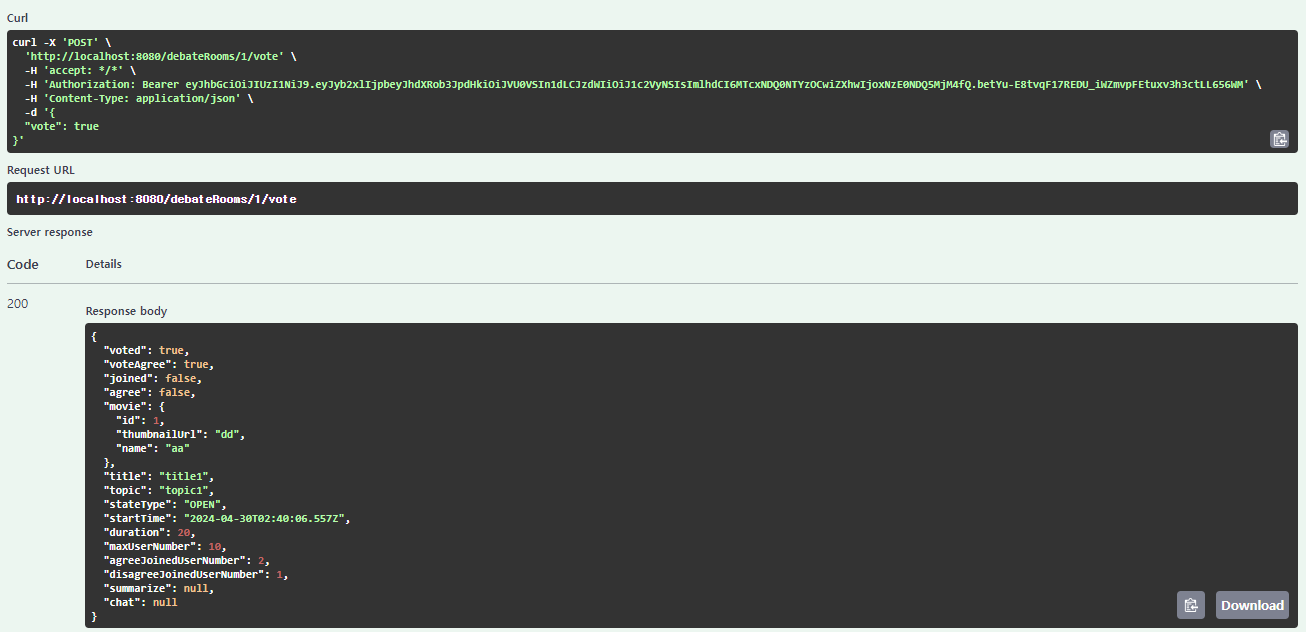 Curl
curl -X 'POST' \
'http://localhost:8080/debateRooms/1/vote' \
-H 'accept: */*' \
-H 'Authorization: Bearer eyJhbGciOiJIUzI1NiJ9.eyJyb2xlIjpbeyJhdXRob3JpdHkiOiJVU0VSIn1dLCJzdWIiOiJ1c2VyNSIsImlhdCI6MTcxNDQ0NTYzOCwiZXhwIjoxNzE0NDQ5MjM4fQ.betYu-E8tvqF17REDU_iWZmvpFEtuxv3h3ctLL656WM' \
-H 'Content-Type: application/json' \
-d '{
"vote": true
}'
Request URL
http://localhost:8080/debateRooms/1/vote
Server response
Code Details
200
Response body
{
"voted": true,
"voteAgree": true,
"joined": false,
"agree": false,
"movie": {
"id": 1,
"thumbnailUrl": "dd",
"name": "aa"
},
"title": "title1",
"topic": "topic1",
"stateType": "OPEN",
"startTime": "2024-04-30T02:40:06.557Z",
"duration": 20,
"maxUserNumber": 10,
"agreeJoinedUserNumber": 2,
"disagreeJoinedUserNumber": 1,
"summarize": null,
"chat": null
}
Download